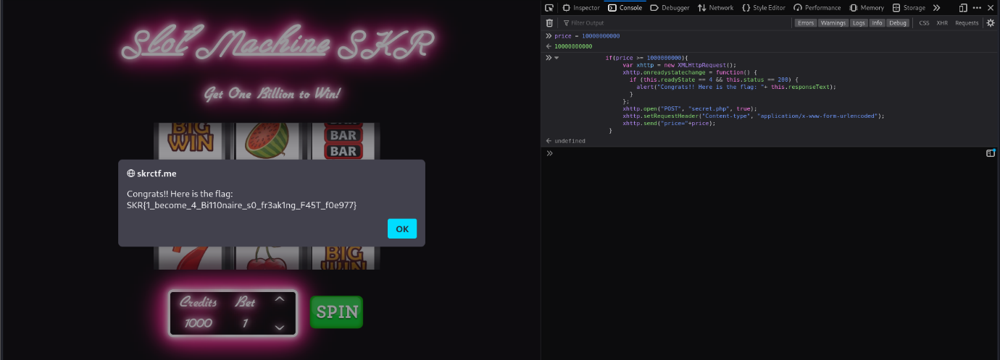 Slot Machine SKR
Get One Billion to Win!
BIG
WIN
BAR
BAR
BAR
skrctf.me
Congrats!! Here is the flag:
SKR{1_become_4_Bi110naire_s0_fr3ak1ng_F45T_f0e977}
OK
BIG
WIN
Credits Bet
1000 1
SPIN
Inspector Console Debugger Network Style Editor Performance Memory Storage
Filter Output
Errors Warnings Logs Info Debug CSS XHR Requests
price = 10000000000
10000000000
if(price >= 1000000000){
var xhttp = new XMLHttpRequest();
xhttp.onreadystatechange = function() {
if (this.readyState == 4 && this.status == 200) {
alert("Congrats!! Here is the flag: "+ this.responseText);
}
};
xhttp.open("POST", "secret.php", true);
xhttp.setRequestHeader("Content-type", "application/x-www-form-urlencoded");
xhttp.send("price="+price);
}
undefined